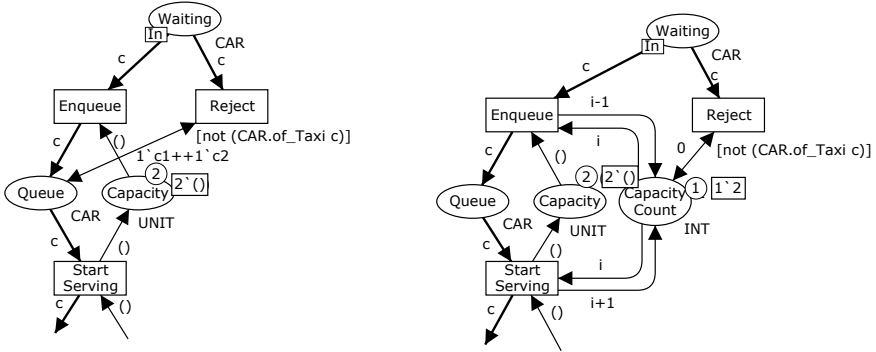 Waiting
In
CAR
c
c
Enqueue
Reject
[not (CAR.of_Taxi c)]
c
()
1`c1++1`c2
2
2`()
Queue
Capacity
CAR
UNIT
c
()
Start
Serving
c
()
Waiting
In
CAR
c
c
i-1
Enqueue
Reject
i
0
[not (CAR.of_Taxi c)]
c
()
2
2`()
Queue
Capacity
Capacity
Count
1
1`2
CAR
UNIT
INT
c
()
i
Start
Serving
i+1
c
()